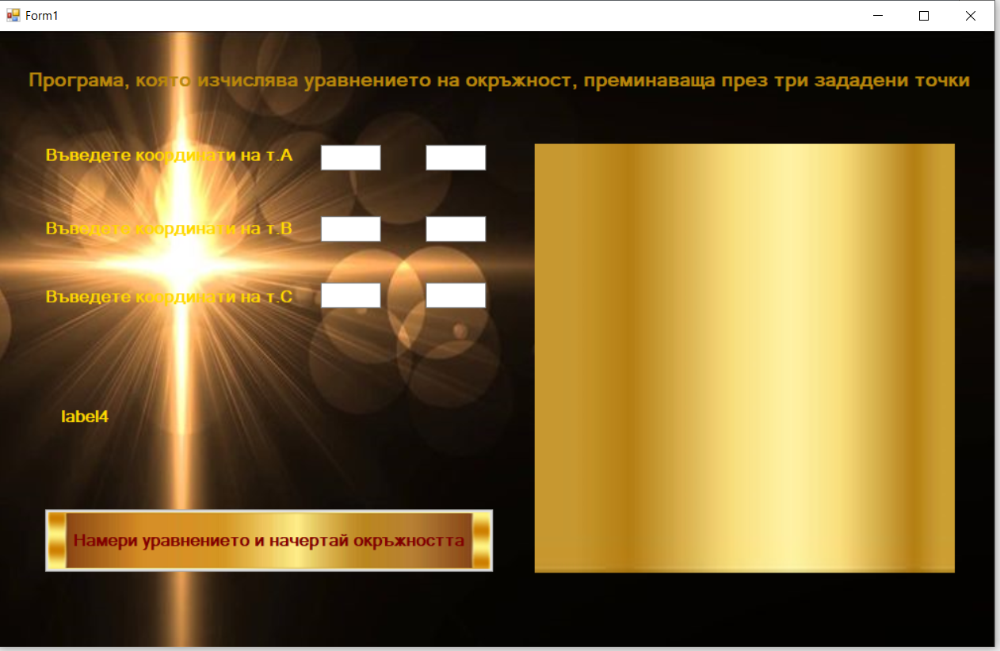 Form1
Програма, която изчислява уравнението на окръжност, преминаваща през три зададени точки
Въведете координати на т.А
Въведете координати на т.В
Въведете координати на т.С
label4
Намери уравнението и начертай окръжността